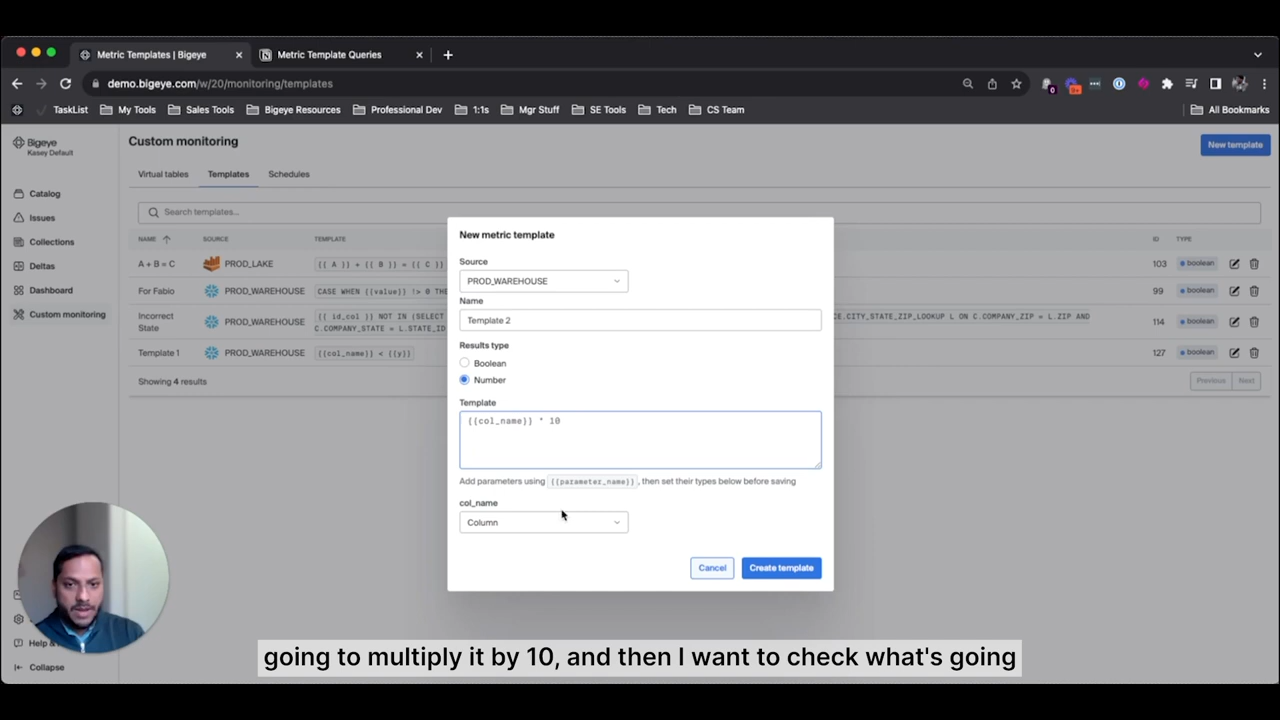 Metric Templates | Bigeye
Metric Template Queries
demo.bigeye.com/w/20/monitoring/templates
TaskList My Tools Sales Tools Bigeye Resources Professional Dev 1:1s Mgr Stuff SE Tools Tech CS Team All Bookmarks
Bigeye
Kasey Default
Custom monitoring
New template
Virtual tables Templates Schedules
Search templates...
Catalog
Issues
Collections
Deltas
Dashboard
Custom monitoring
Help &
Collapse
NAME SOURCE TEMPLATE ID TYPE
A + B = C PROD_LAKE {{ A }} + {{ B }} = {{ C }} 103 boolean
For Fabio PROD_WAREHOUSE CASE WHEN {{value}} != 0 THE 99 boolean
Incorrect State PROD_WAREHOUSE {{ id_col }} NOT IN (SELECT CE.CITY_STATE_ZIP_LOOKUP L ON C.COMPANY_ZIP = L.ZIP AND
C.COMPANY_STATE = L.STATE_ID 114 boolean
Template 1 PROD_WAREHOUSE {{col_name}} < {{y}} 127 boolean
Showing 4 results
Previous Next
New metric template
Source
PROD_WAREHOUSE
Name
Template 2
Results type
Boolean
Number
Template
{{col_name}} * 10
Add parameters using {{parameter_name}}, then set their types below before saving
col_name
Column
Cancel Create template
going to multiply it by 10, and then I want to check what's going